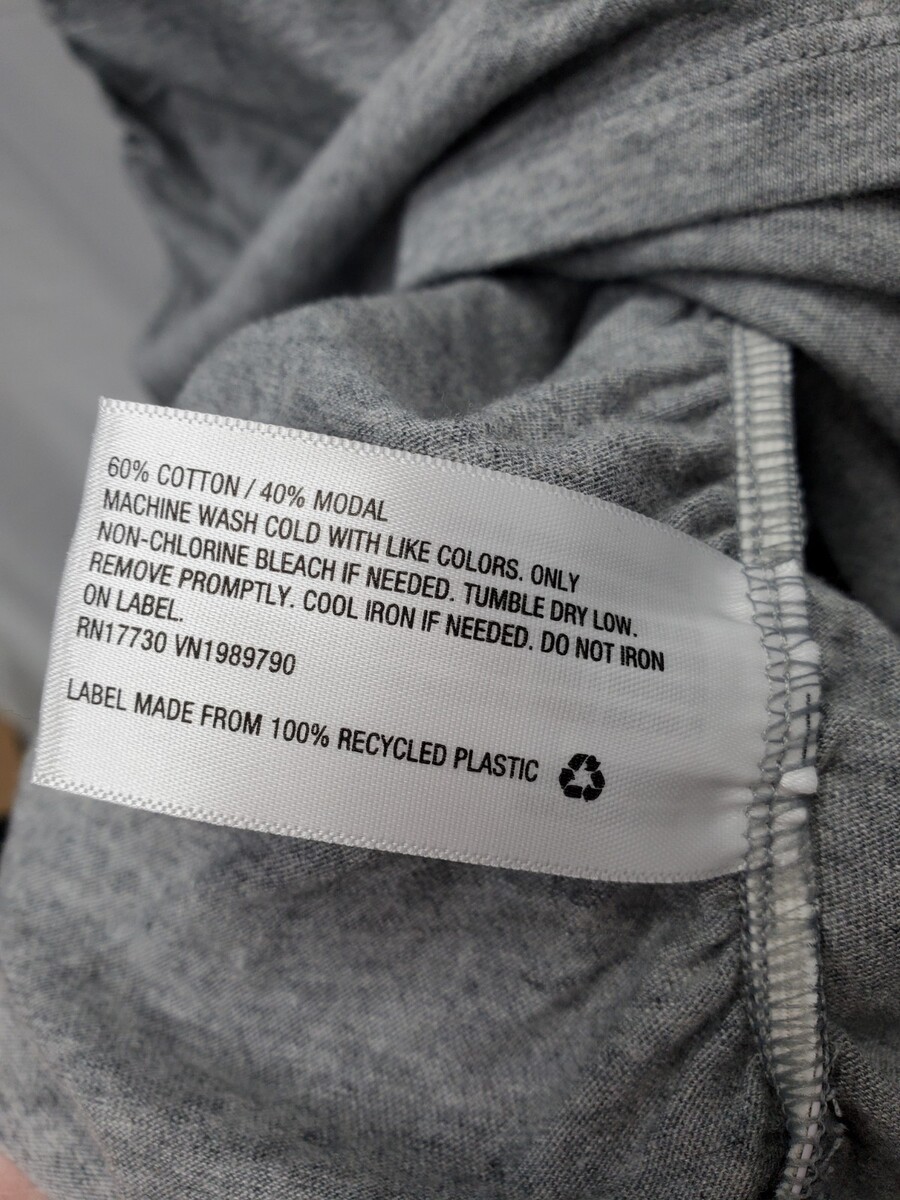 60% COTTON / 40% MODAL
MACHINE WASH COLD WITH LIKE COLORS. ONLY
NON-CHLORINE BLEACH IF NEEDED. TUMBLE DRY LOW.
REMOVE PROMPTLY. COOL IRON IF NEEDED. DO NOT IRON
ON LABEL.
RN17730 VN1989790
LABEL MADE FROM 100% RECYCLED PLASTIC